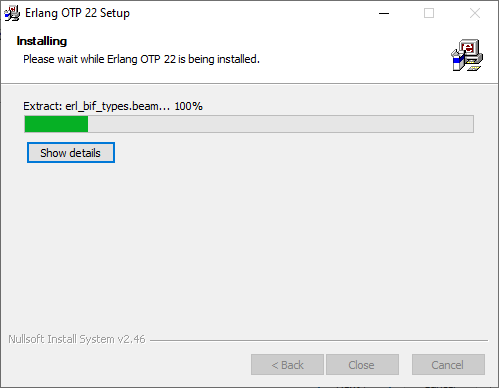 Erlang OTP 22 Setup
Installing
Please wait while Erlang OTP 22 is being installed.
Extract: erl_bif_types.beam... 100%
Show details
Nullsoft Install System v2.46
< Back
Close
Cancel